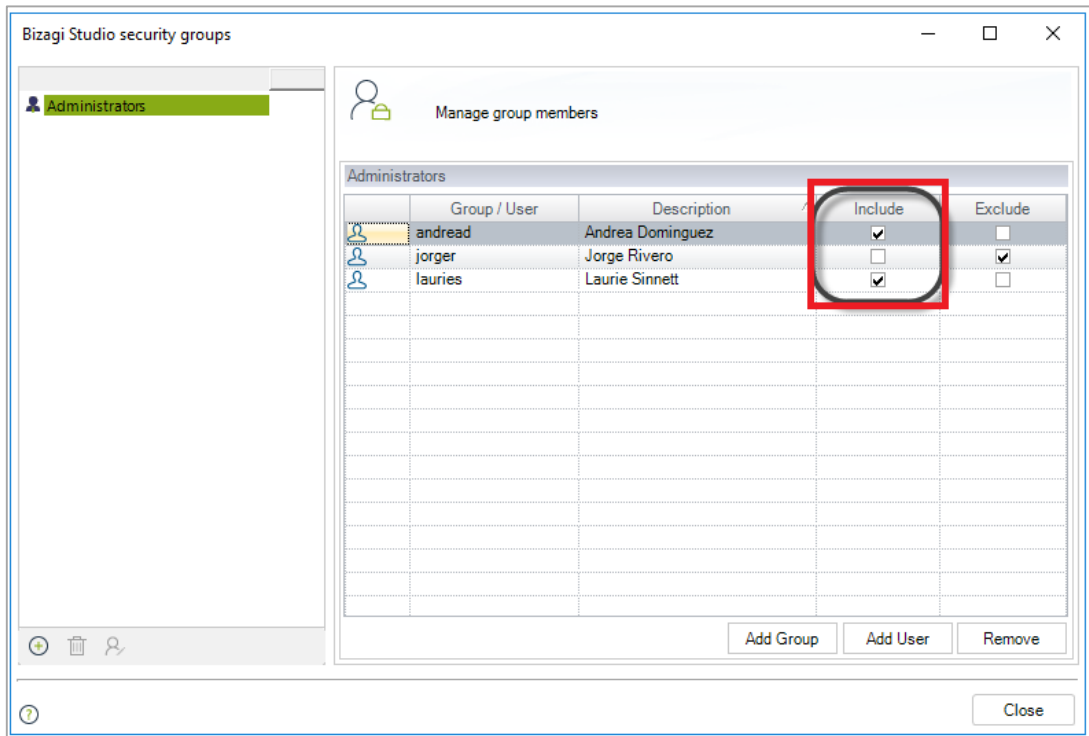 Bizagi Studio security groups
Administrators
Manage group members
Administrators
Group / User Description Include Exclude
andread Andrea Dominguez
jorger Jorge Rivero
lauries Laurie Sinnett
Add Group Add User Remove
Close